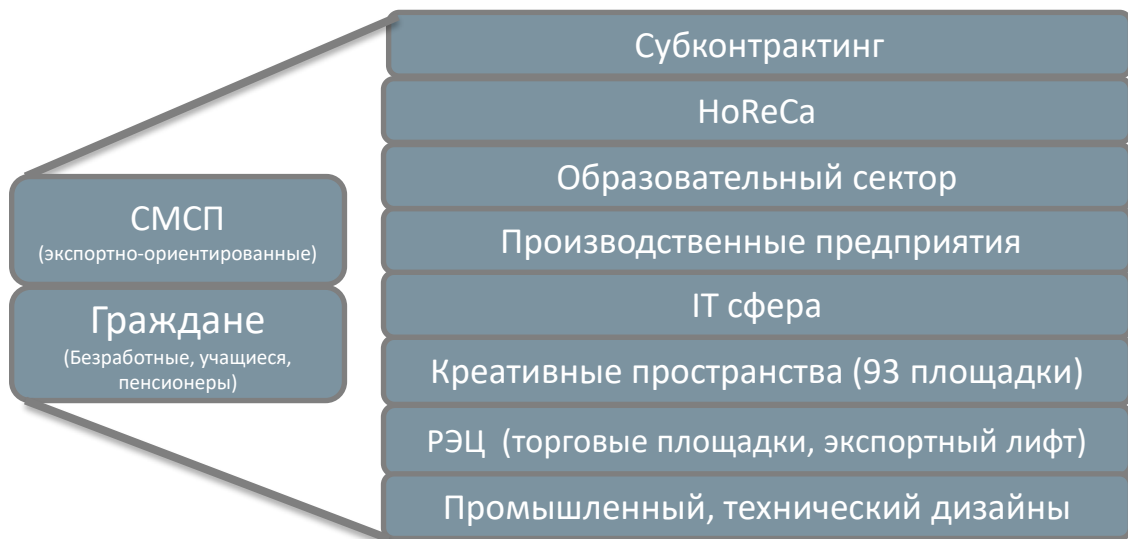 СМСП
(экспортно-ориентированные)
Граждане
(Безработные, учащиеся,
пенсионеры)
Субконтрактинг
HoReCa
Образовательный сектор
Производственные предприятия
IT сфера
Креативные пространства (93 площадки)
РЭЦ (торговые площадки, экспортный лифт)
Промышленный, технический дизайны